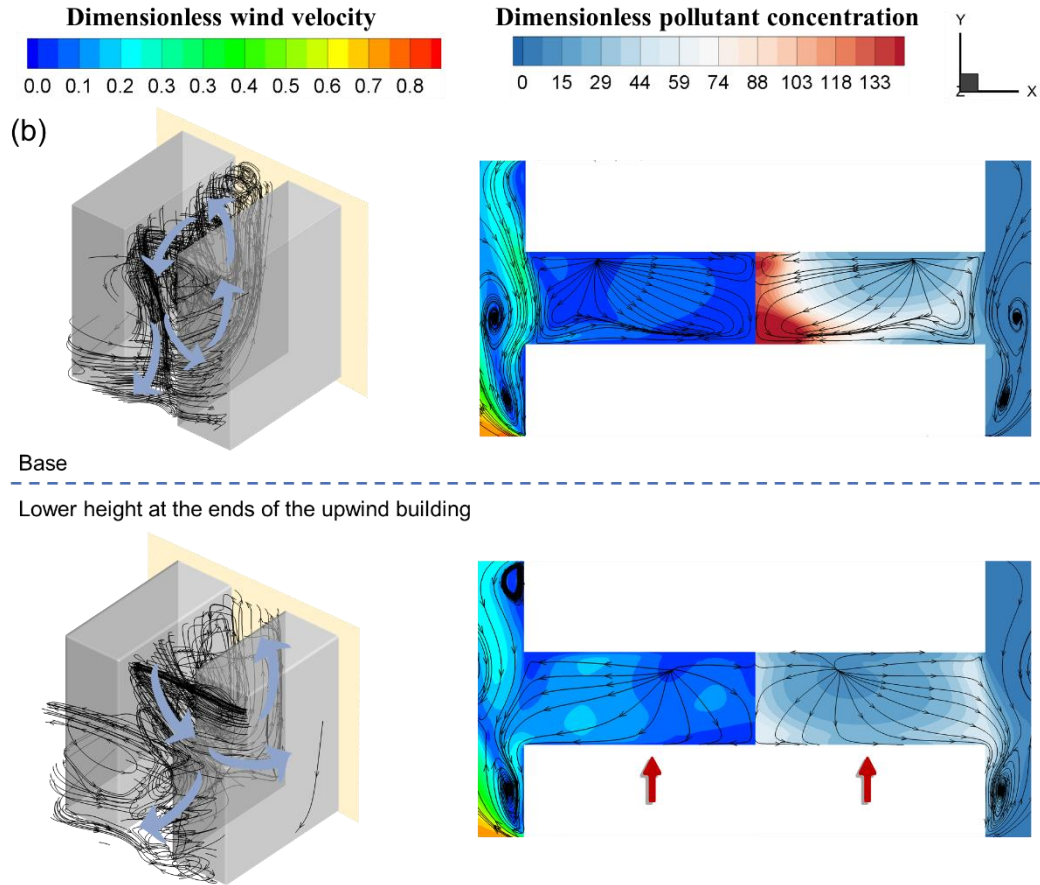 Dimensionless wind velocity
Dimensionless pollutant concentration
0.0 0.1 0.2 0.3 0.4 0.5 0.6 0.7 0.8
0 15 29 44 59 74 88 103 118 133
Y
Z X
(b)
Base
Lower height at the ends of the upwind building